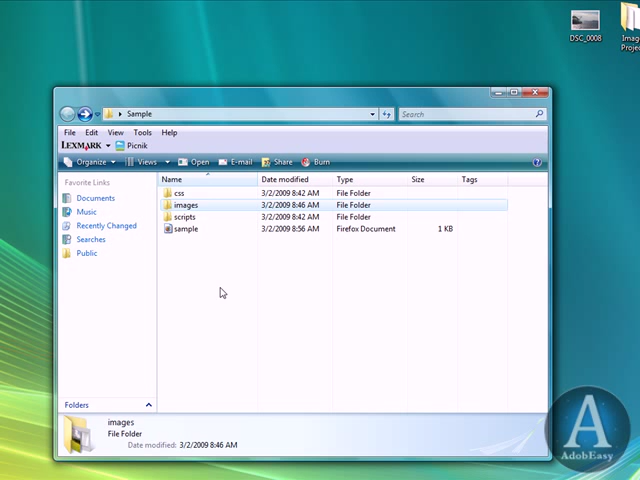 DSC_0008
Images
Sample
Search
File Edit View Tools Help
LEXMARK Picnik
Organize Views Open E-mail Share Burn
Favorite Links
Documents
Music
Recently Changed
Searches
Public
Folders
Name Date modified Type Size Tags
css 3/2/2009 8:42 AM File Folder
images 3/2/2009 8:46 AM File Folder
scripts 3/2/2009 8:42 AM File Folder
sample 3/2/2009 8:56 AM Firefox Document 1 KB
images
File Folder
Date modified: 3/2/2009 8:46 AM
A
AdobEasy